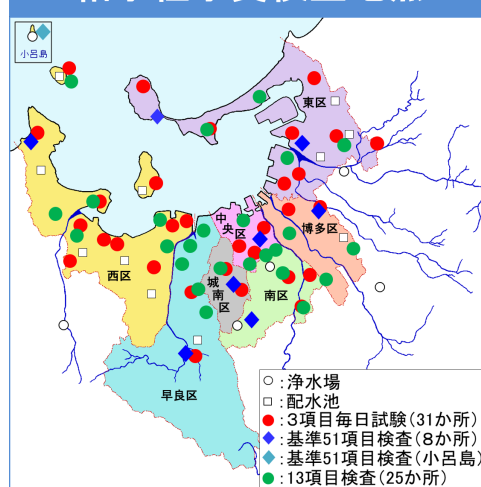 小呂島
東区
中央区
博多区
西区
城南区
南区
早良区
○:浄水場
□:配水池
●:3項目毎日試験(31か所)
◆:基準51項目検査(8か所)
◆:基準51項目検査(小呂島)
●:13項目検査(25か所)